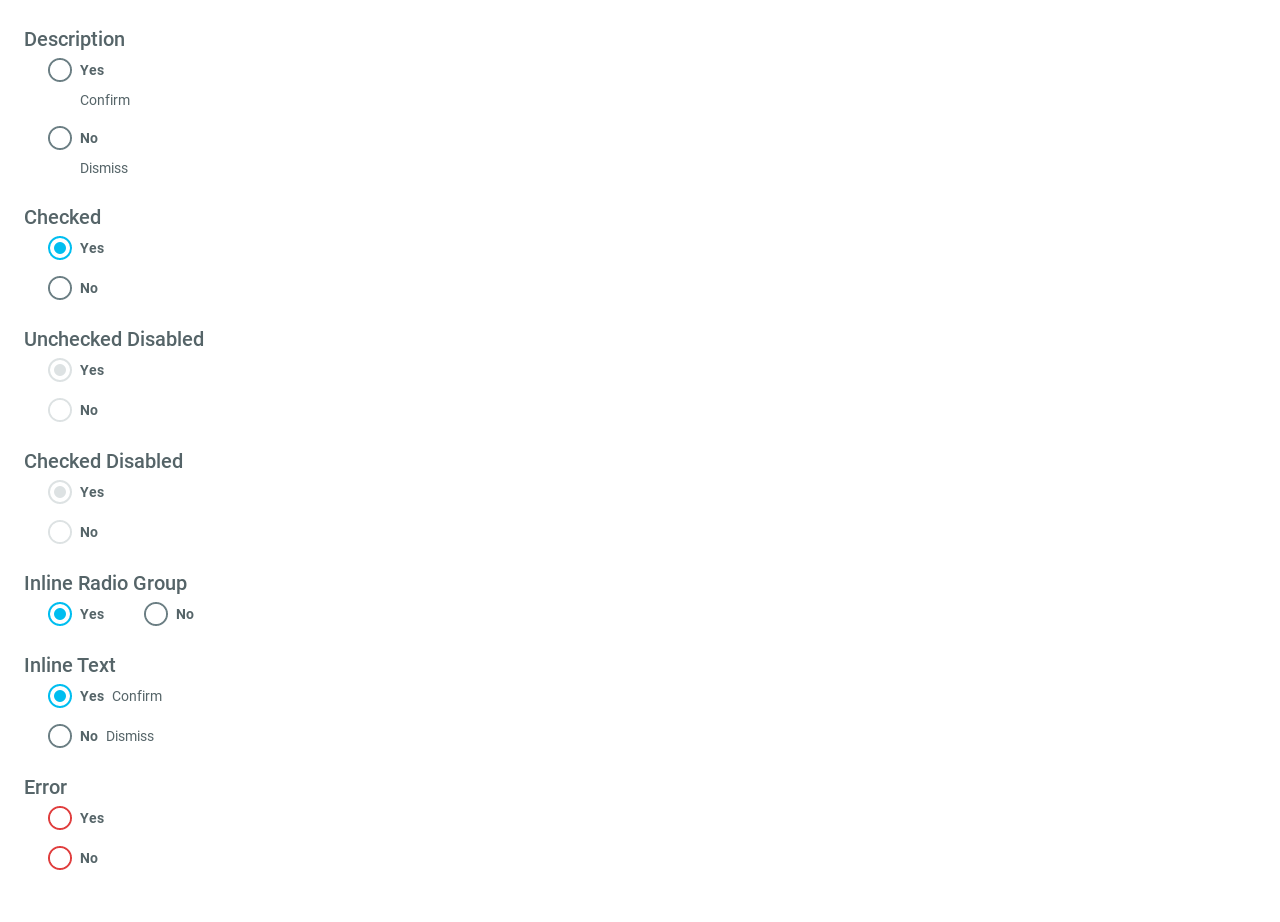 Description
Yes
Confirm
No
Dismiss
Checked
Yes
No
Unchecked Disabled
Yes
No
Checked Disabled
Yes
No
Inline Radio Group
Yes No
Inline Text
Yes Confirm
No Dismiss
Error
Yes
No